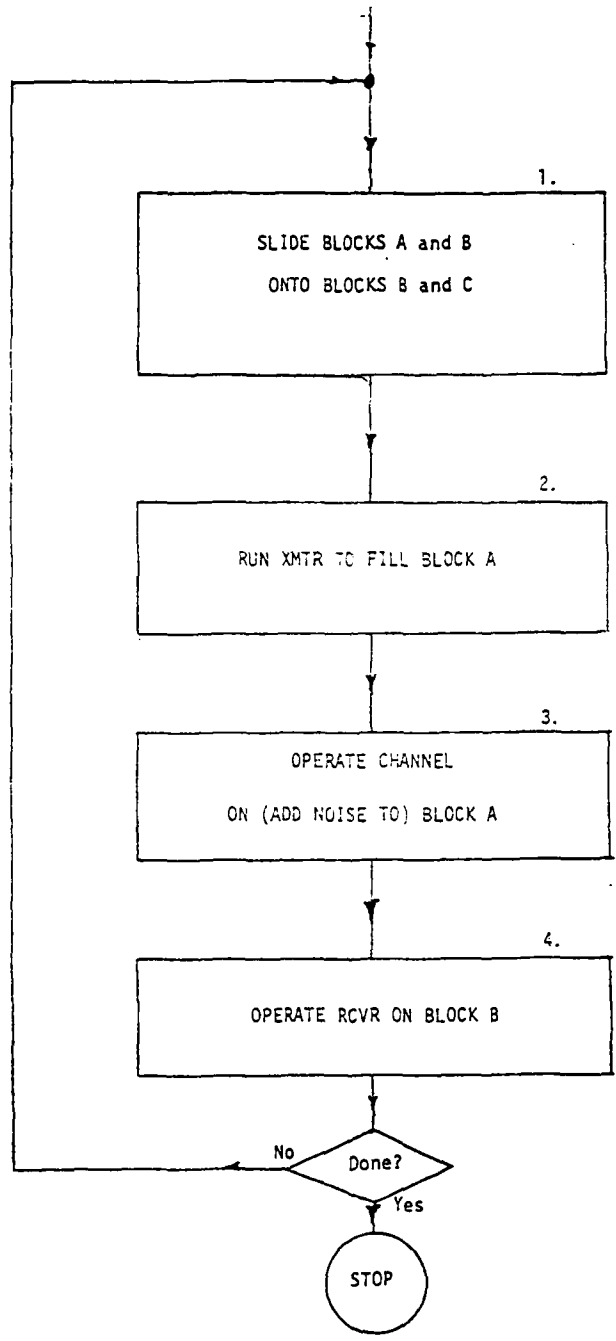 1.
SLIDE BLOCKS A and B
ONTO BLOCKS B and C
2.
RUN XMTR TO FILL BLOCK A
3.
OPERATE CHANNEL
ON (ADD NOISE TO) BLOCK A
4.
OPERATE RCVR ON BLOCK B
No
Done?
Yes
STOP